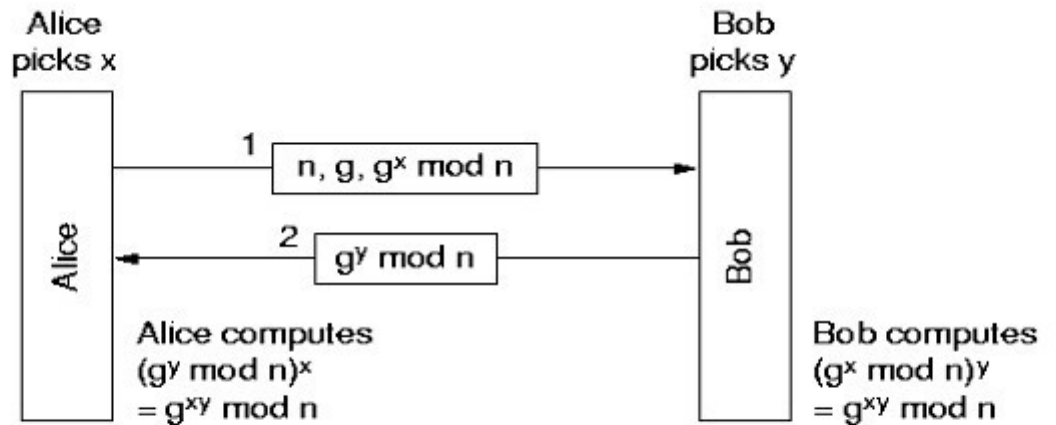 Alice
picks x
Bob
picks y
1
n, g, gˣ mod n
2
gʸ mod n
Alice
Bob
Alice computes
(gʸ mod n)ˣ
= gˣʸ mod n
Bob computes
(gˣ mod n)ʸ
= gˣʸ mod n